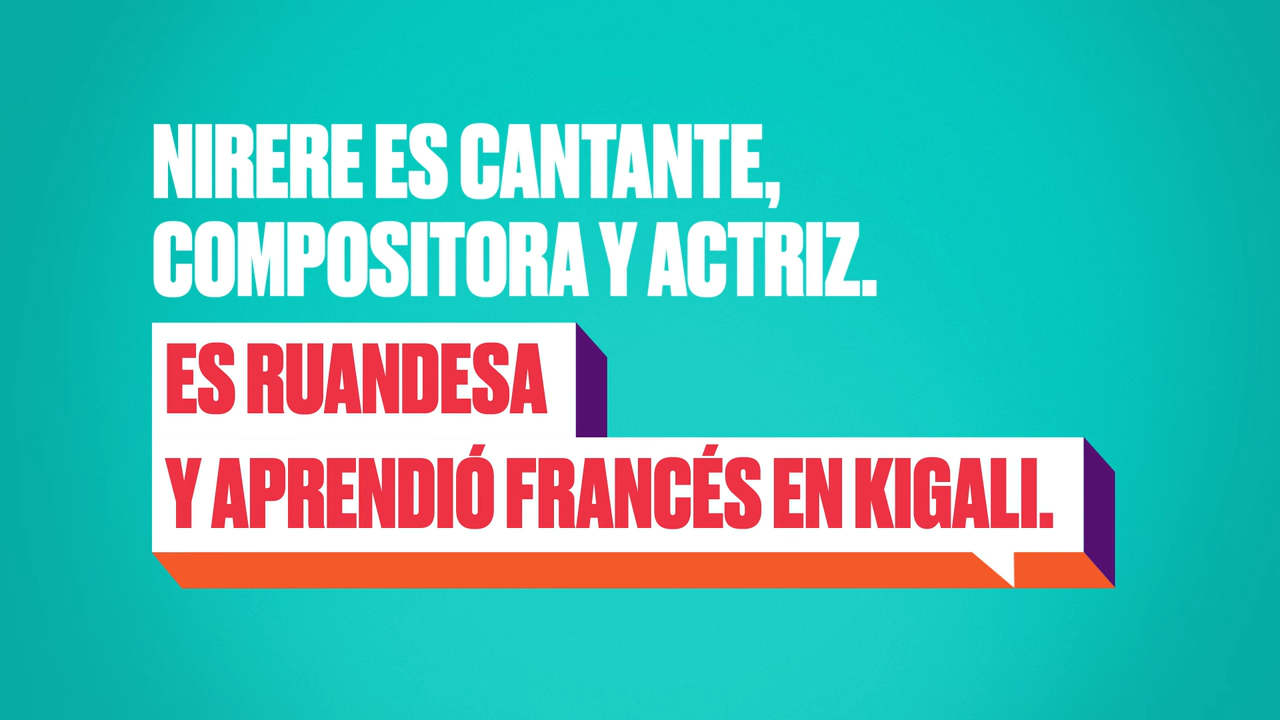 NIRERE ES CANTANTE,
COMPOSITORA Y ACTRIZ.
ES RUANDESA
Y APRENDIÓ FRANCÉS EN KIGALI.